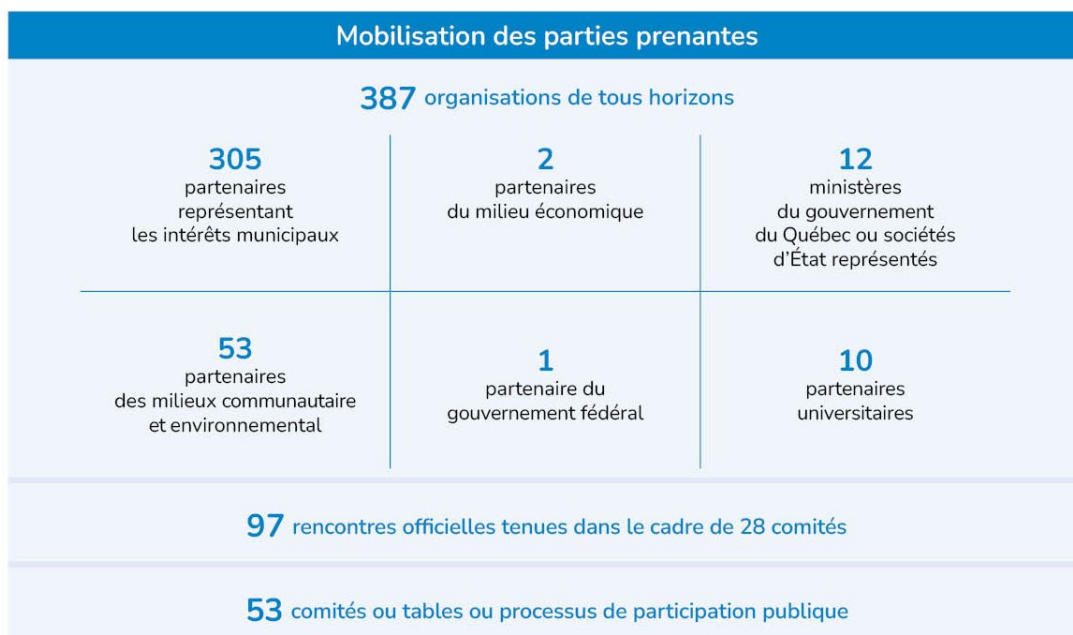 Mobilisation des parties prenantes
387 organisations de tous horizons
305
partenaires
représentant
les intérêts municipaux
2
partenaires
du milieu économique
12
ministères
du gouvernement
du Québec ou sociétés
d'État représentés
53
partenaires
des milieux communautaire
et environnemental
1
partenaire du
gouvernement fédéral
10
partenaires
universitaires
97 rencontres officielles tenues dans le cadre de 28 comités
53 comités ou tables ou processus de participation publique